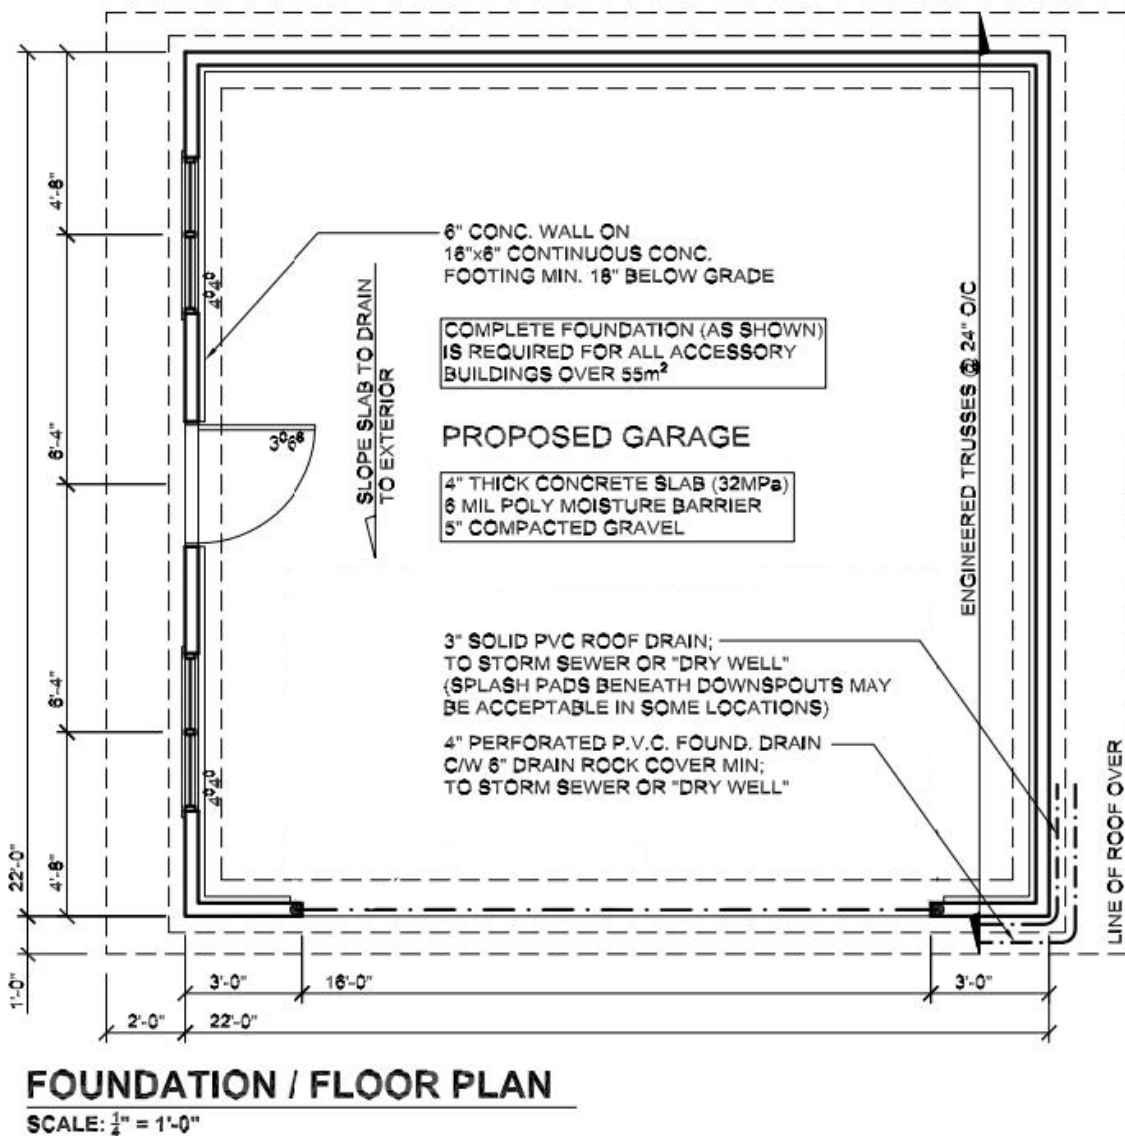 6" CONC. WALL ON
16"x6" CONTINUOUS CONC.
FOOTING MIN. 18" BELOW GRADE
COMPLETE FOUNDATION (AS SHOWN)
IS REQUIRED FOR ALL ACCESSORY
BUILDINGS OVER 55m²
PROPOSED GARAGE
4" THICK CONCRETE SLAB (32MPa)
6 MIL POLY MOISTURE BARRIER
5" COMPACTED GRAVEL
3" SOLID PVC ROOF DRAIN;
TO STORM SEWER OR "DRY WELL"
(SPLASH PADS BENEATH DOWNSPOUTS MAY
BE ACCEPTABLE IN SOME LOCATIONS)
4" PERFORATED P.V.C. FOUND. DRAIN
C/W 6" DRAIN ROCK COVER MIN;
TO STORM SEWER OR "DRY WELL"
SLOPE SLAB TO DRAIN
TO EXTERIOR
ENGINEERED TRUSSES @ 24" O/C
LINE OF ROOF OVER
4'-8"
6'-4"
6'-4"
4'-8"
22'-0"
1'-0"
4⁰4⁰
3⁰6⁸
4⁰4⁰
3'-0"
16'-0"
3'-0"
2'-0"
22'-0"
FOUNDATION / FLOOR PLAN
SCALE: ¼" = 1'-0"